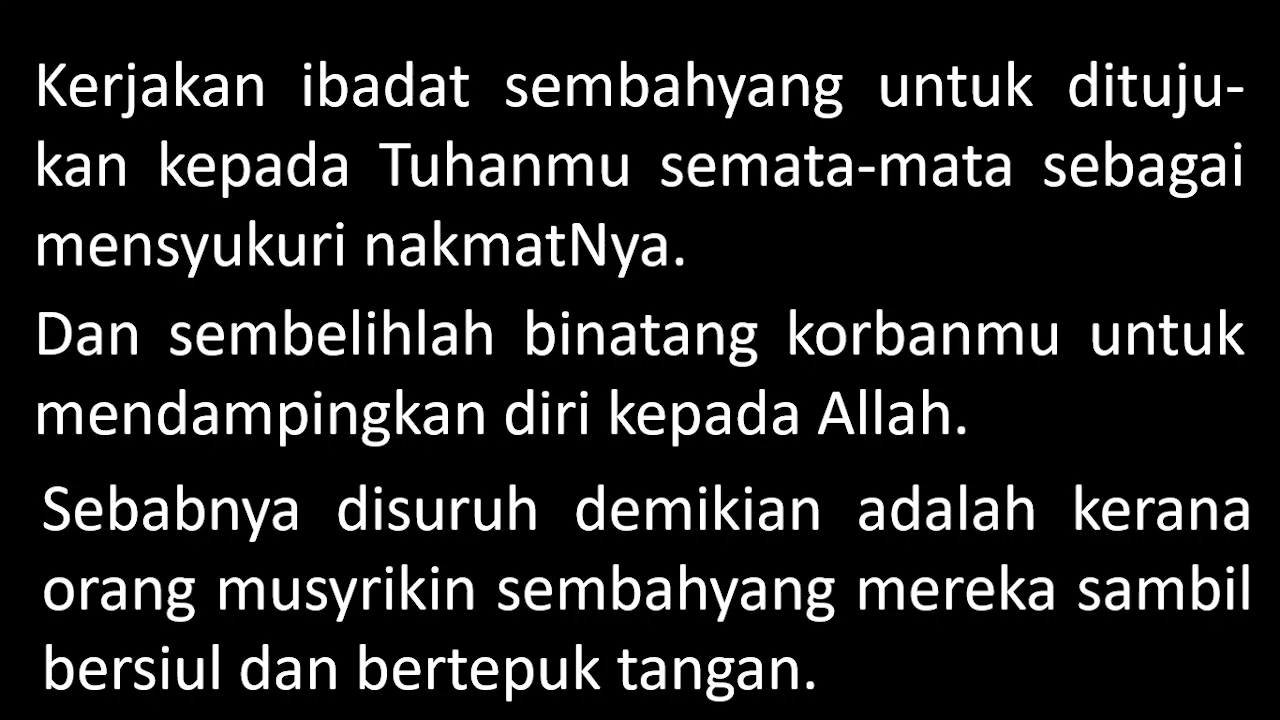 Kerjakan ibadat sembahyang untuk dituju-
kan kepada Tuhanmu semata-mata sebagai
mensyukuri nakmatNya.
Dan sembelihlah binatang korbanmu untuk
mendampingkan diri kepada Allah.
Sebabnya disuruh demikian adalah kerana
orang musyrikin sembahyang mereka sambil
bersiul dan bertepuk tangan.